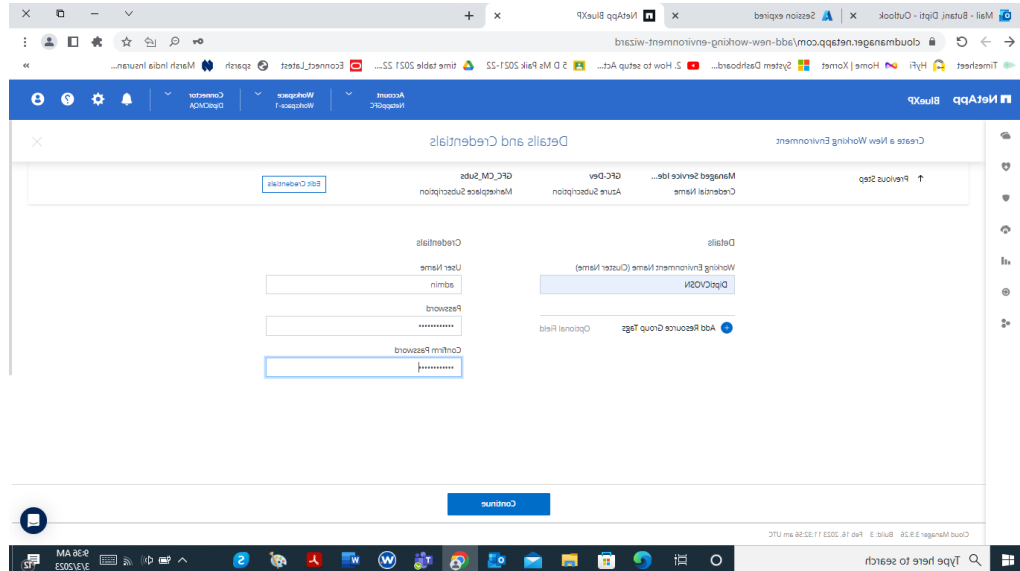 Mail - Butani, Dipti - Outlook
Session expired
NetApp BlueXP
cloudmanager.netapp.com/add-new-working-environment-wizard
Timesheet
HyFi
Home | Xornet
System Dashboard...
2. How to setup Act...
5 D Ms Paik 2021-22
time table 2021 22....
Econnect_Latest
sparsh
Marsh India Insuran...
NetApp BlueXP
Account
NetappGFC
Workspace
Workspace-1
Connector
DiptiCMQA
Create a New Working Environment
Details and Credentials
Previous Step
Managed Service Ide...
Credential Name
GFC-Dev
Azure Subscription
GFC_CM_Subs
Marketplace Subscription
Edit Credentials
Details
Working Environment Name (Cluster Name)
DiptiCVOSN
Add Resource Group Tags
Optional Field
Credentials
User Name
admin
Password
Confirm Password
Continue
Cloud Manager 3.9.26 Build: 3 Feb 16, 2023 11:32:56 am UTC
Type here to search
9:36 AM
3/3/2023